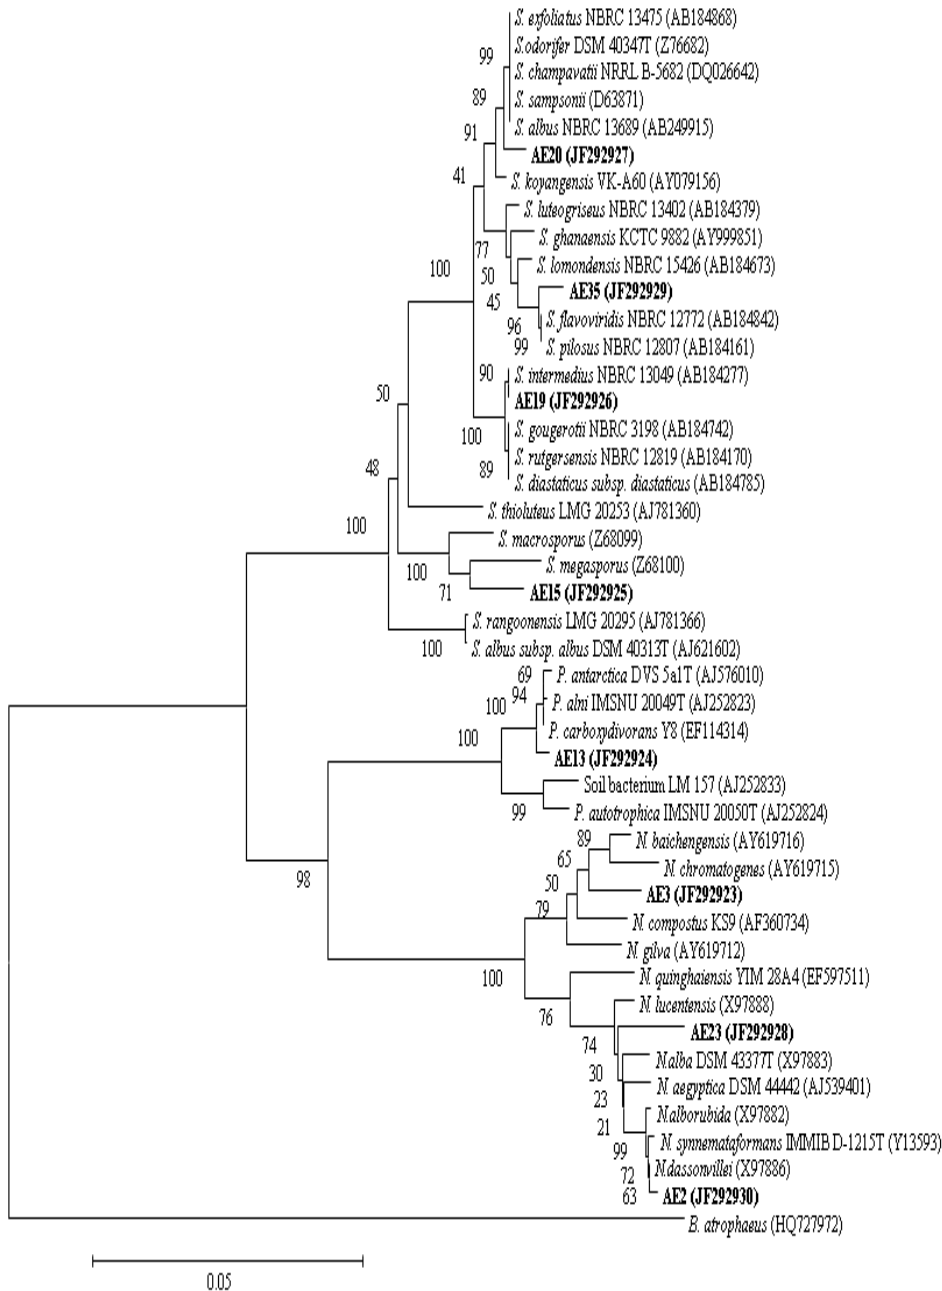 S. exfoliatus NBRC 13475 (AB184868)
99
S.odorifer DSM 40347T (Z76682)
S. champavatii NRRL B-5682 (DQ026642)
89
S. sampsonii (D63871)
91
S. albus NBRC 13689 (AB249915)
AE20 (JF292927)
41
S. koyangensis VK-A60 (AY079156)
S. luteogriseus NBRC 13402 (AB184379)
77
S. ghanaensis KCTC 9882 (AY999851)
100
50
S. lomondensis NBRC 15426 (AB184673)
45
AE35 (JF292929)
96
S. flavoviridis NBRC 12772 (AB184842)
99
S. pilosus NBRC 12807 (AB184161)
90
S. intermedius NBRC 13049 (AB184277)
50
AE19 (JF292926)
100
S. gougerotii NBRC 3198 (AB184742)
S. rutgersensis NBRC 12819 (AB184170)
48
89
S. diastaticus subsp. diastaticus (AB184785)
S. thioluteus LMG 20253 (AJ781360)
100
S. macrosporus (Z68099)
100
S. megasporus (Z68100)
71
AE15 (JF292925)
S. rangoonensis LMG 20295 (AJ781366)
100
S. albus subsp. albus DSM 40313T (AJ621602)
69
P. antarctica DVS 5a1T (AJ576010)
94
100
P. alni IMSNU 20049T (AJ252823)
100
P. carboxydivorans Y8 (EF114314)
AE13 (JF292924)
Soil bacterium LM 157 (AJ252833)
99
P. autotrophica IMSNU 20050T (AJ252824)
89
N. baichengensis (AY619716)
65
N. chromatogenes (AY619715)
98
50
AE3 (JF292923)
79
N. compostus KS9 (AF360734)
N. gilva (AY619712)
100
N. quinghaiensis YIM 28A4 (EF597511)
76
N. lucentensis (X97888)
74
AE23 (JF292928)
30
N.alba DSM 43377T (X97883)
23
N. aegyptica DSM 44442 (AJ539401)
21
N.alborubida (X97882)
99
N. synnemataformans IMMIB D-1215T (Y13593)
72
N.dassonvillei (X97886)
63
AE2 (JF292930)
B. atrophaeus (HQ727972)
0.05